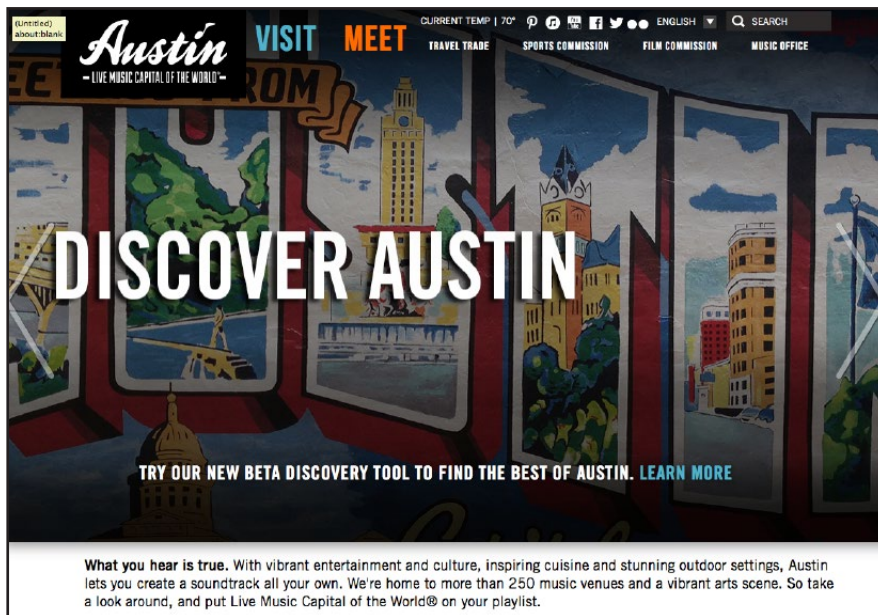 (Untitled)
about:blank
Austin
LIVE MUSIC CAPITAL OF THE WORLD®
VISIT MEET
CURRENT TEMP | 70° ENGLISH SEARCH
TRAVEL TRADE SPORTS COMMISSION FILM COMMISSION MUSIC OFFICE
FROM
DISCOVER AUSTIN
TRY OUR NEW BETA DISCOVERY TOOL TO FIND THE BEST OF AUSTIN. LEARN MORE
What you hear is true. With vibrant entertainment and culture, inspiring cuisine and stunning outdoor settings, Austin
lets you create a soundtrack all your own. We're home to more than 250 music venues and a vibrant arts scene. So take
a look around, and put Live Music Capital of the World® on your playlist.